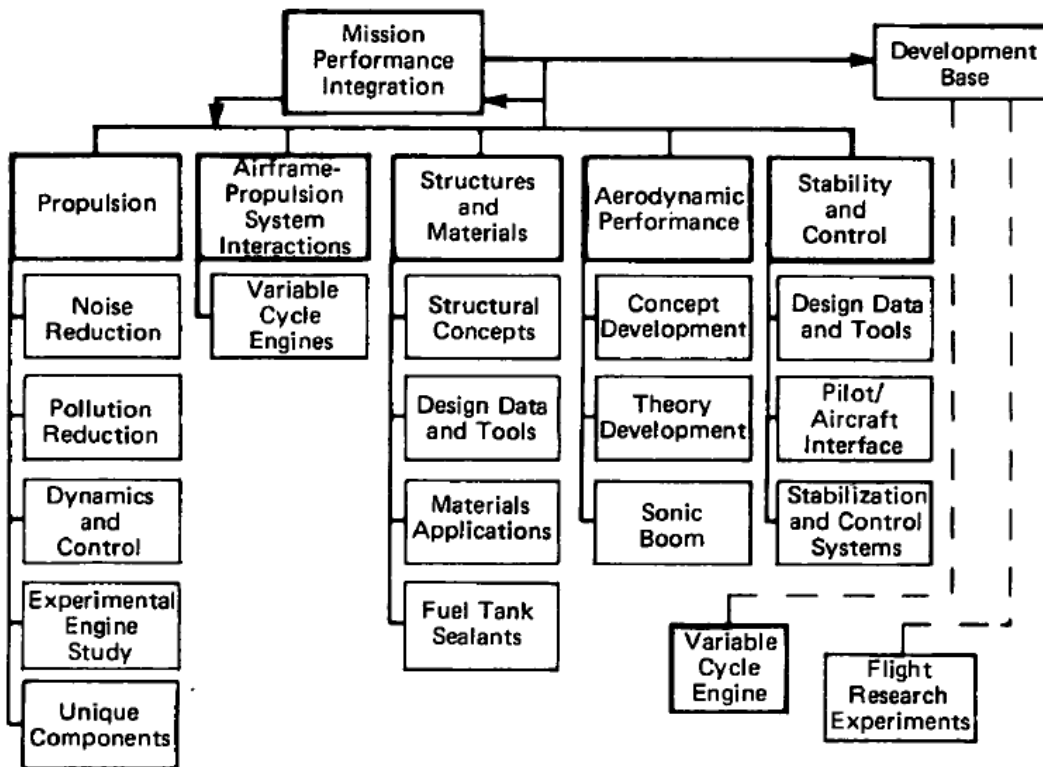 Mission
Performance
Integration
Development
Base
Propulsion
Airframe-
Propulsion
System
Interactions
Structures
and
Materials
Aerodynamic
Performance
Stability
and
Control
Noise
Reduction
Pollution
Reduction
Dynamics
and
Control
Experimental
Engine
Study
Unique
Components
Variable
Cycle
Engines
Structural
Concepts
Design Data
and Tools
Materials
Applications
Fuel Tank
Sealants
Concept
Development
Theory
Development
Sonic
Boom
Design Data
and Tools
Pilot/
Aircraft
Interface
Stabilization
and Control
Systems
Variable
Cycle
Engine
Flight
Research
Experiments